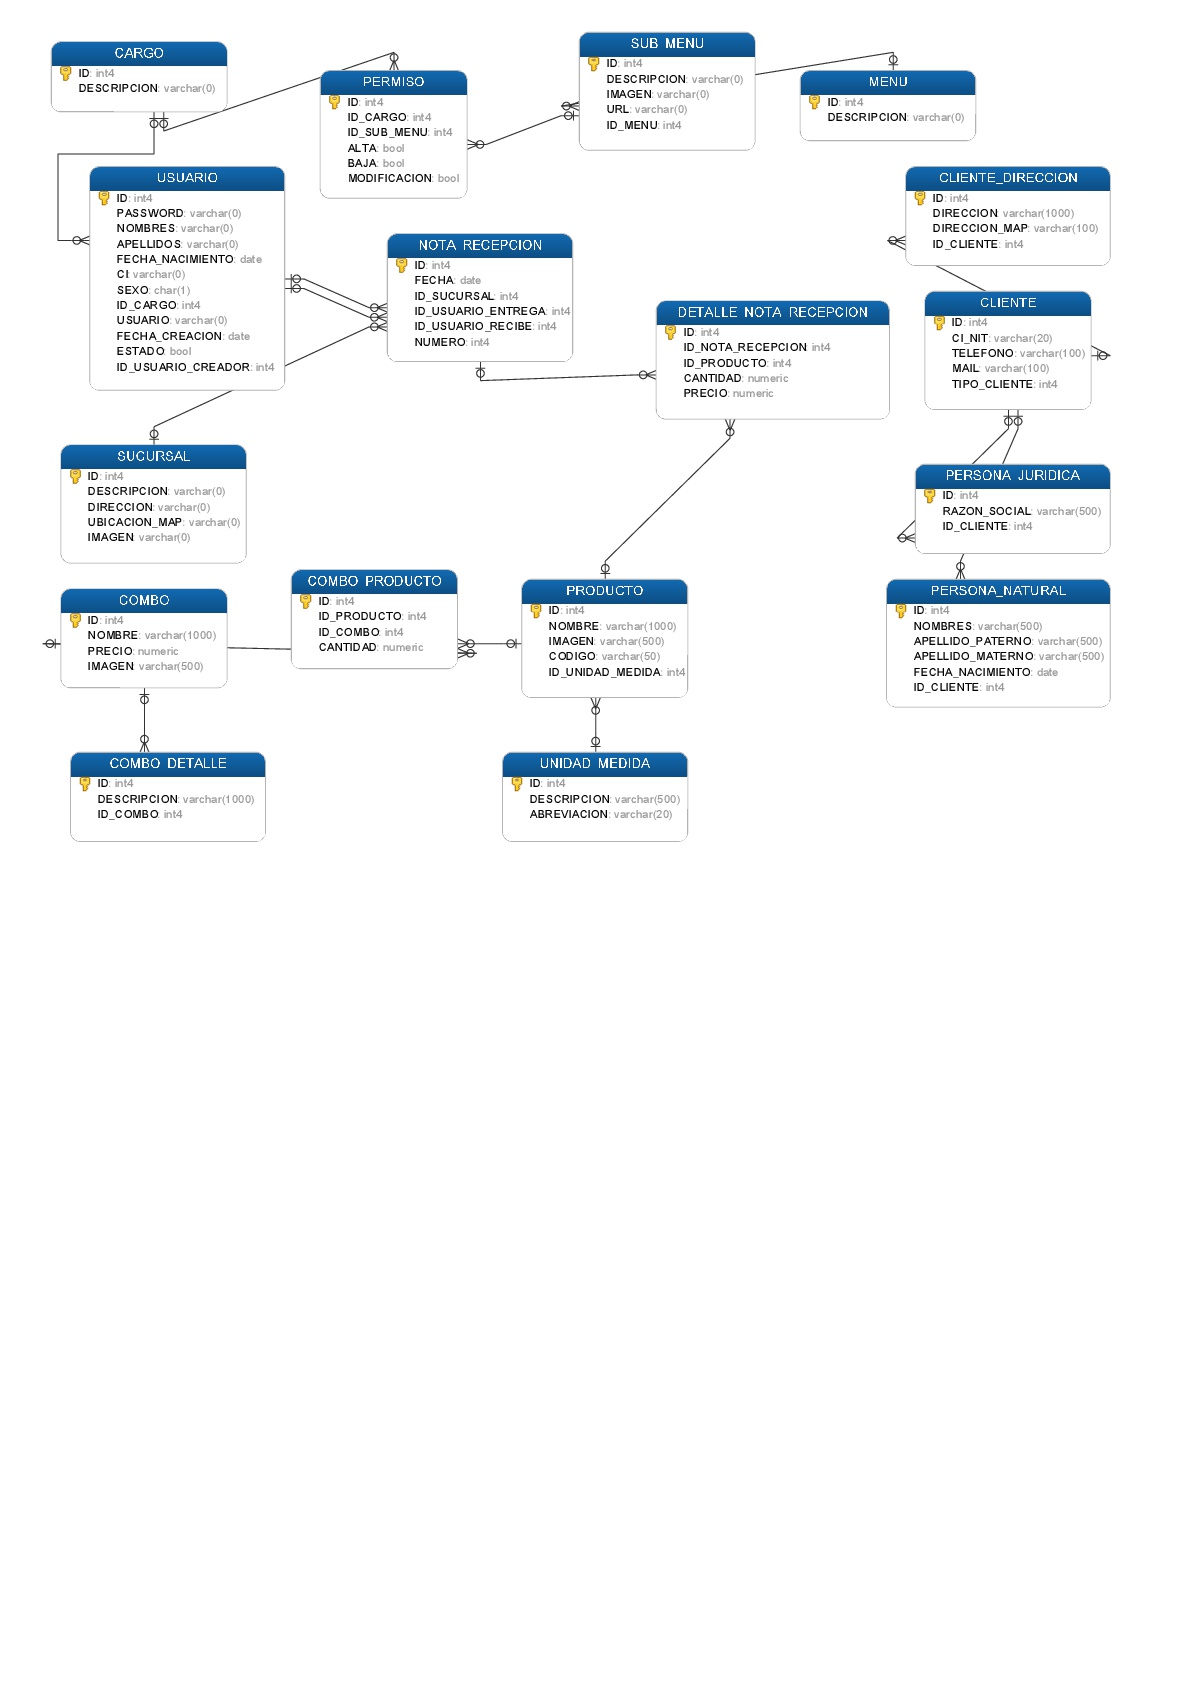 CARGO
ID: int4
DESCRIPCION: varchar(0)
PERMISO
ID: int4
ID_CARGO: int4
ID_SUB_MENU: int4
ALTA: bool
BAJA: bool
MODIFICACION: bool
SUB MENU
ID: int4
DESCRIPCION: varchar(0)
IMAGEN: varchar(0)
URL: varchar(0)
ID_MENU: int4
MENU
ID: int4
DESCRIPCION: varchar(0)
USUARIO
ID: int4
PASSWORD: varchar(0)
NOMBRES: varchar(0)
APELLIDOS: varchar(0)
FECHA_NACIMIENTO: date
CI: varchar(0)
SEXO: char(1)
ID_CARGO: int4
USUARIO: varchar(0)
FECHA_CREACION: date
ESTADO: bool
ID_USUARIO_CREADOR: int4
NOTA RECEPCION
ID: int4
FECHA: date
ID_SUCURSAL: int4
ID_USUARIO_ENTREGA: int4
ID_USUARIO_RECIBE: int4
NUMERO: int4
DETALLE NOTA RECEPCION
ID: int4
ID_NOTA_RECEPCION: int4
ID_PRODUCTO: int4
CANTIDAD: numeric
PRECIO: numeric
CLIENTE_DIRECCION
ID: int4
DIRECCION: varchar(1000)
DIRECCION_MAP: varchar(100)
ID_CLIENTE: int4
CLIENTE
ID: int4
CI_NIT: varchar(20)
TELEFONO: varchar(100)
MAIL: varchar(100)
TIPO_CLIENTE: int4
SUCURSAL
ID: int4
DESCRIPCION: varchar(0)
DIRECCION: varchar(0)
UBICACION_MAP: varchar(0)
IMAGEN: varchar(0)
PERSONA JURIDICA
ID: int4
RAZON_SOCIAL: varchar(500)
ID_CLIENTE: int4
COMBO
ID: int4
NOMBRE: varchar(1000)
PRECIO: numeric
IMAGEN: varchar(500)
COMBO PRODUCTO
ID: int4
ID_PRODUCTO: int4
ID_COMBO: int4
CANTIDAD: numeric
PRODUCTO
ID: int4
NOMBRE: varchar(1000)
IMAGEN: varchar(500)
CODIGO: varchar(50)
ID_UNIDAD_MEDIDA: int4
PERSONA_NATURAL
ID: int4
NOMBRES: varchar(500)
APELLIDO_PATERNO: varchar(500)
APELLIDO_MATERNO: varchar(500)
FECHA_NACIMIENTO: date
ID_CLIENTE: int4
COMBO DETALLE
ID: int4
DESCRIPCION: varchar(1000)
ID_COMBO: int4
UNIDAD MEDIDA
ID: int4
DESCRIPCION: varchar(500)
ABREVIACION: varchar(20)